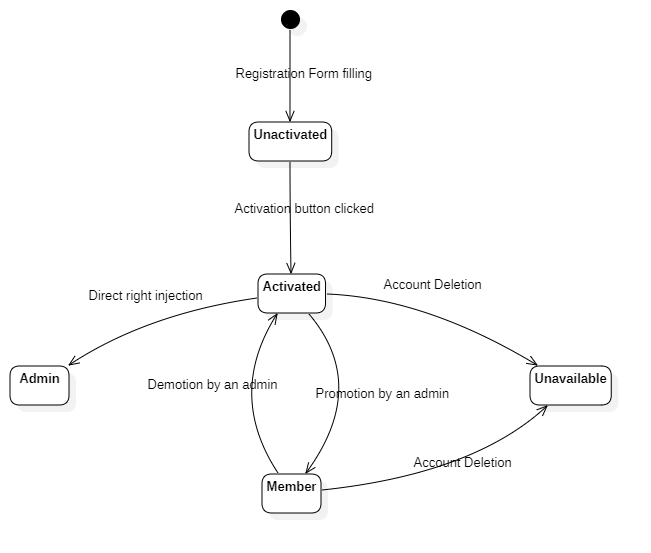 Registration Form filling
Unactivated
Activation button clicked
Activated
Direct right injection
Account Deletion
Admin
Unavailable
Demotion by an admin
Promotion by an admin
Account Deletion
Member